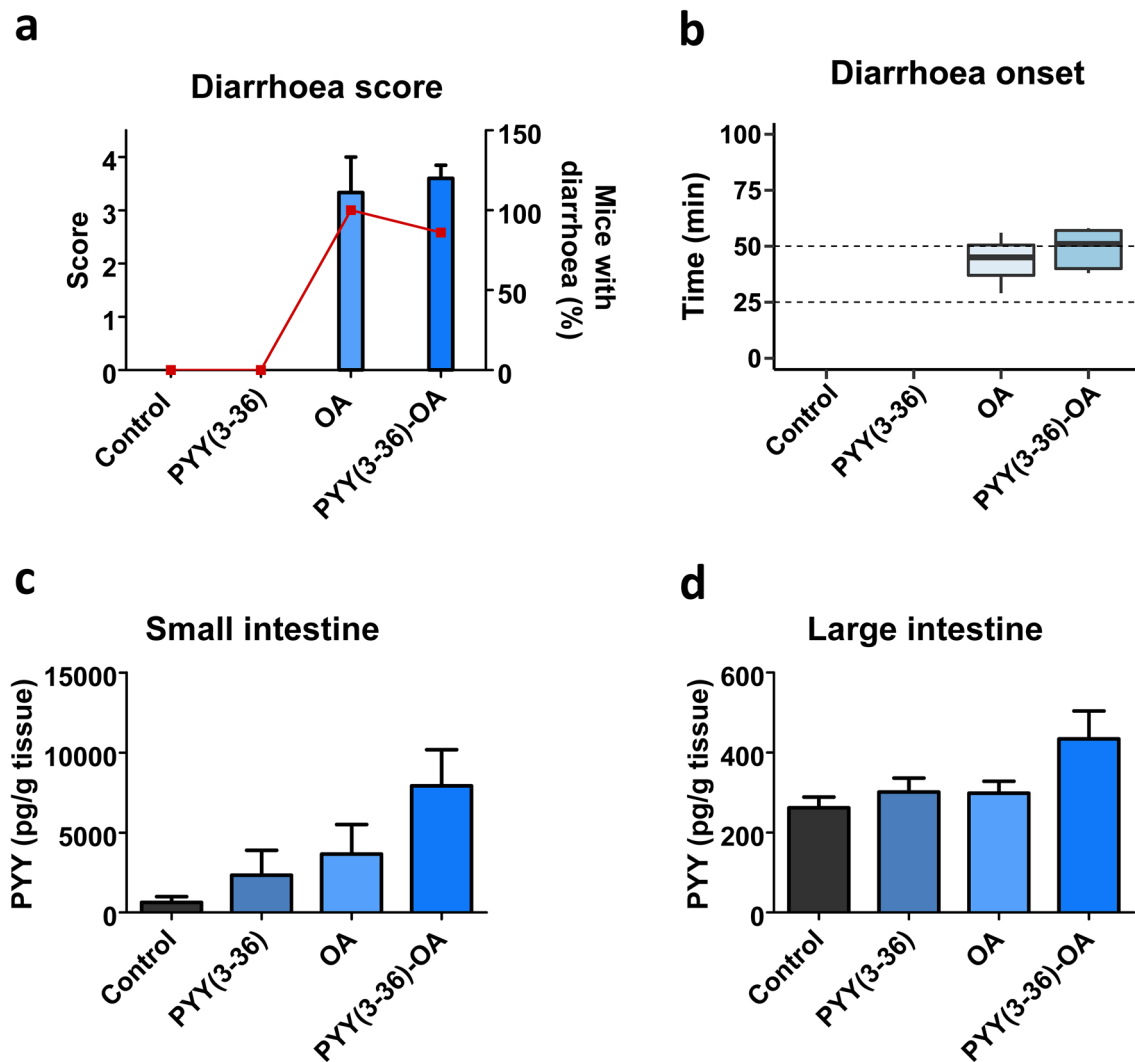 a
Diarrhoea score
Score
4
3
2
1
0
150
100
50
0
Mice with
diarrhoea (%)
Control
PYY(3-36)
OA
PYY(3-36)-OA
b
Diarrhoea onset
Time (min)
100
75
50
25
0
Control
PYY(3-36)
OA
PYY(3-36)-OA
c
Small intestine
PYY (pg/g tissue)
15000
10000
5000
0
Control
PYY(3-36)
OA
PYY(3-36)-OA
d
Large intestine
PYY (pg/g tissue)
600
400
200
0
Control
PYY(3-36)
OA
PYY(3-36)-OA